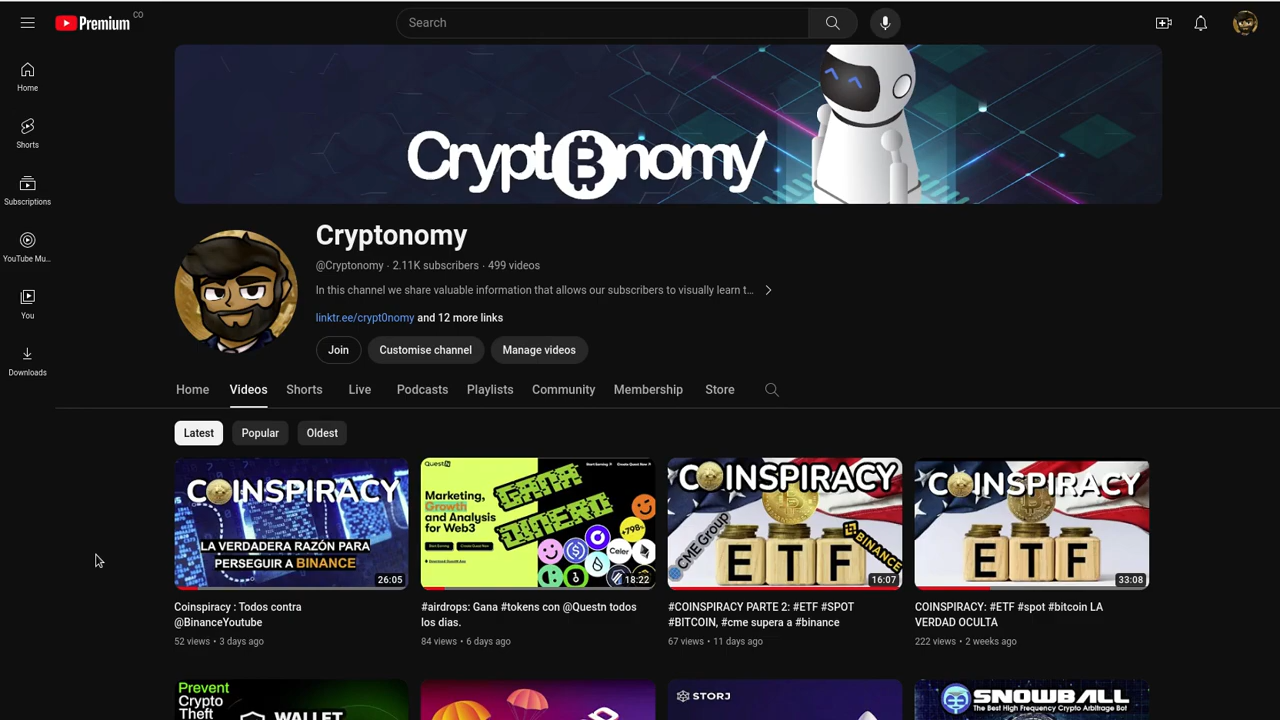 Premium CO
Search
Home
Shorts
Subscriptions
YouTube Mu...
You
Downloads
Cryptonomy
Cryptonomy
@Cryptonomy · 2.11K subscribers · 499 videos
In this channel we share valuable information that allows our subscribers to visually learn t...
linktr.ee/crypt0nomy and 12 more links
Join
Customise channel
Manage videos
Home
Videos
Shorts
Live
Podcasts
Playlists
Community
Membership
Store
Latest
Popular
Oldest
COINSPIRACY
LA VERDADERA RAZÓN PARA
PERSEGUIR A BINANCE
26:05
Questn
Marketing,
Growth
and Analysis
for Web3
GANA
DINERO
+798%
Celer
18:22
COINSPIRACY
CME Group
BINANCE
ETF
16:07
COINSPIRACY
ETF
33:08
Coinspiracy : Todos contra
@BinanceYoutube
52 views · 3 days ago
#airdrops: Gana #tokens con @Questn todos
los dias.
84 views · 6 days ago
#COINSPIRACY PARTE 2: #ETF #SPOT
#BITCOIN, #cme supera a #binance
67 views · 11 days ago
COINSPIRACY: #ETF #spot #bitcoin LA
VERDAD OCULTA
222 views · 2 weeks ago
Prevent
Crypto
Theft
WALLET
STORJ
SNOWBALL
The Best High Frequency Crypto Arbitrage Bot